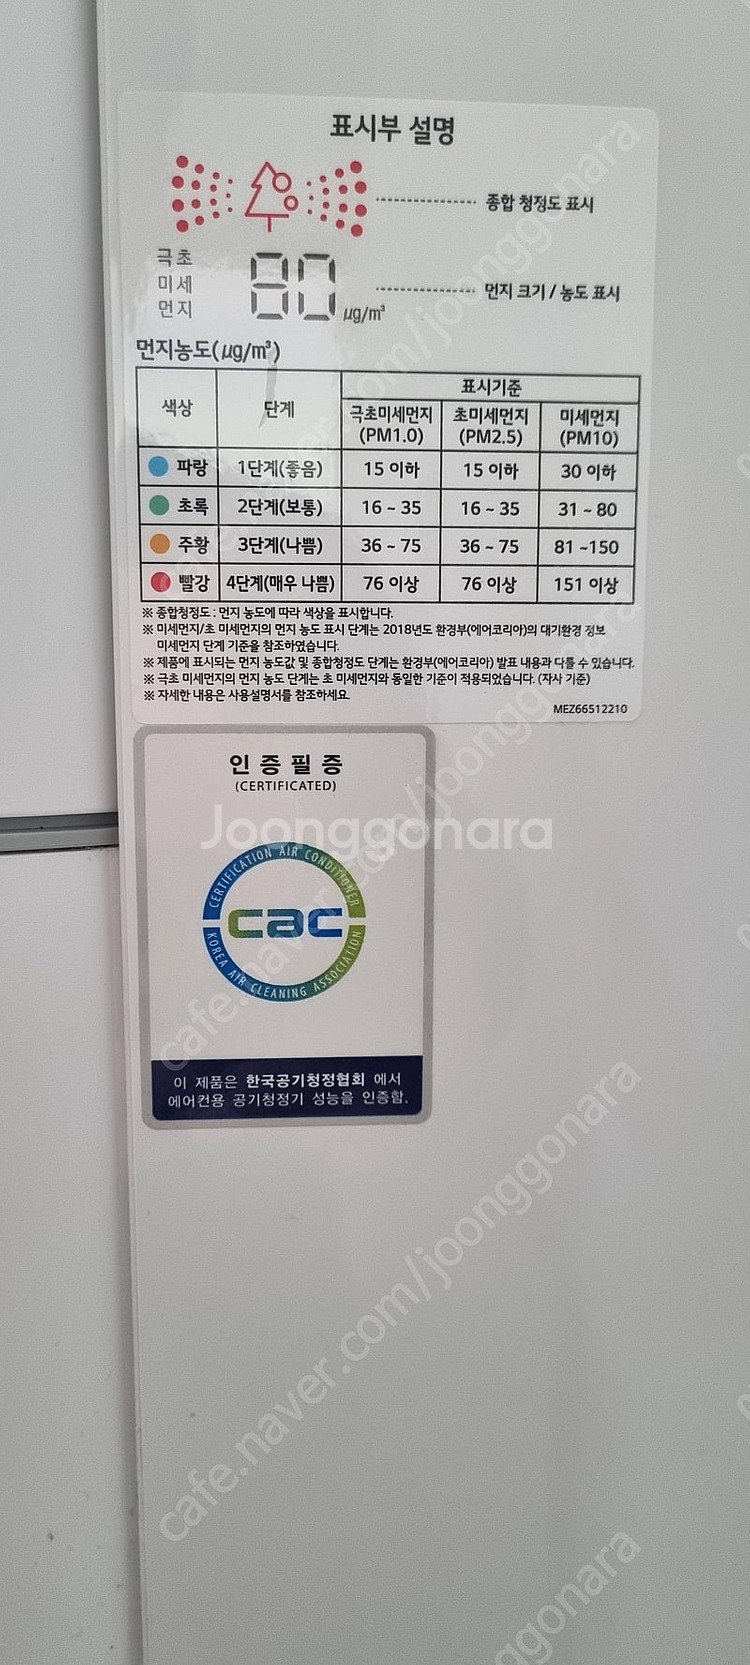 표시부 설명
종합 청정도 표시
극초
미세
먼지
80 μg/m³
먼지 크기 / 농도 표시
먼지농도(μg/m³)
색상 단계 표시기준
극초미세먼지 (PM1.0) 초미세먼지 (PM2.5) 미세먼지 (PM10)
파랑 1단계(좋음) 15 이하 15 이하 30 이하
초록 2단계(보통) 16 ~ 35 16 ~ 35 31 ~ 80
주황 3단계(나쁨) 36 ~ 75 36 ~ 75 81 ~150
빨강 4단계(매우 나쁨) 76 이상 76 이상 151 이상
※ 종합청정도 : 먼지 농도에 따라 색상을 표시합니다.
※ 미세먼지/초 미세먼지의 먼지 농도 표시 단계는 2018년도 환경부(에어코리아)의 대기환경 정보
미세먼지 단계 기준을 참조하였습니다.
※ 제품에 표시되는 먼지 농도값 및 종합청정도 단계는 환경부(에어코리아) 발표 내용과 다를 수 있습니다.
※ 극초 미세먼지의 먼지 농도 단계는 초 미세먼지와 동일한 기준이 적용되었습니다. (자사 기준)
※ 자세한 내용은 사용설명서를 참조하세요.
MEZ66512210
인증필증
(CERTIFICATED)
Joonggonara
CERTIFICATION AIR CONDITIONER
cac
KOREA AIR CLEANING ASSOCIATION
이 제품은 한국공기청정협회 에서
에어컨용 공기청정기 성능을 인증함.
cafe.naver.com/joonggonara
cafe.naver.com/joonggonara
cafe.naver.com/joonggonara
joonggonara